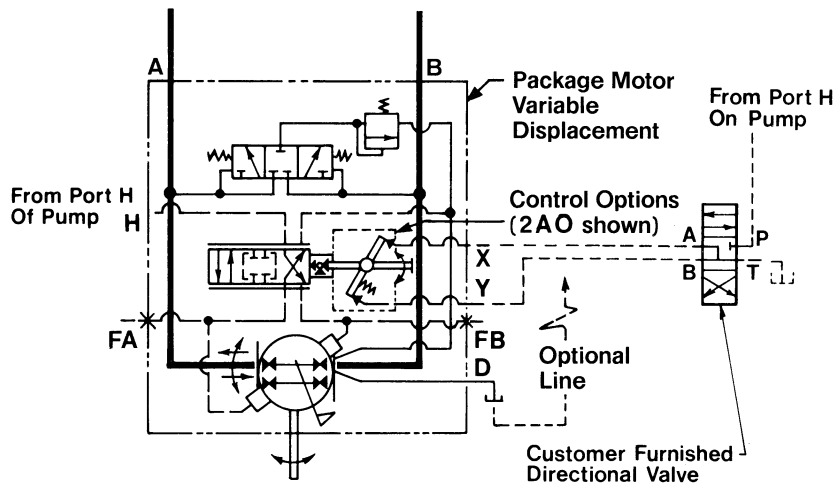 A
B
Package Motor
Variable
Displacement
From Port H
On Pump
From Port H
Of Pump
H
Control Options
(2AO shown)
A
P
X
B
T
Y
FA
FB
D
Optional
Line
Customer Furnished
Directional Valve